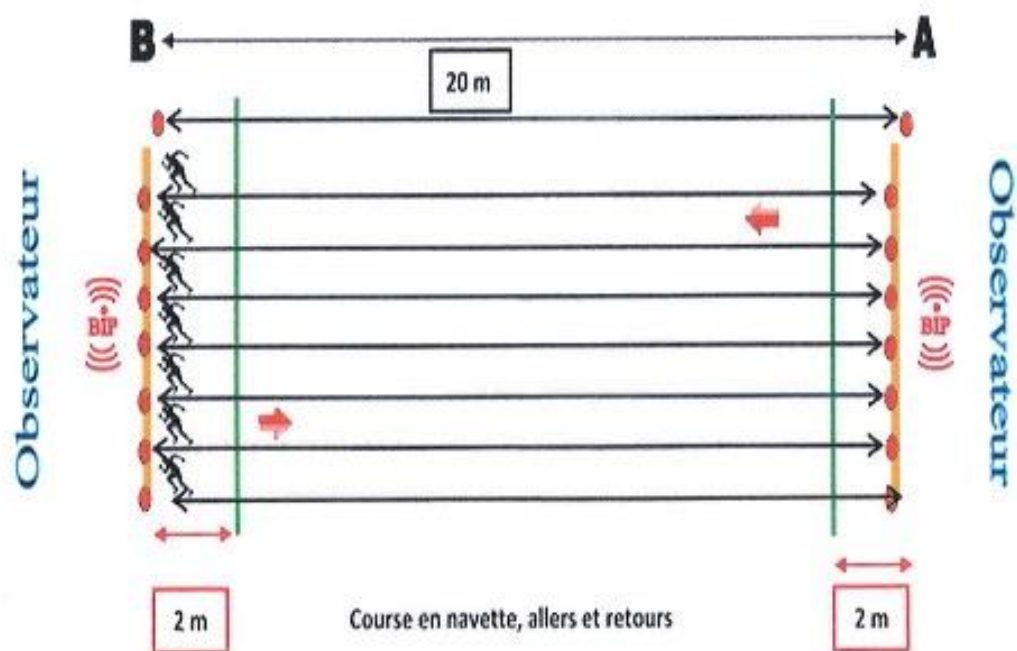 B
A
20 m
Observateur
BIP
BIP
Observateur
2 m
Course en navette, allers et retours
2 m